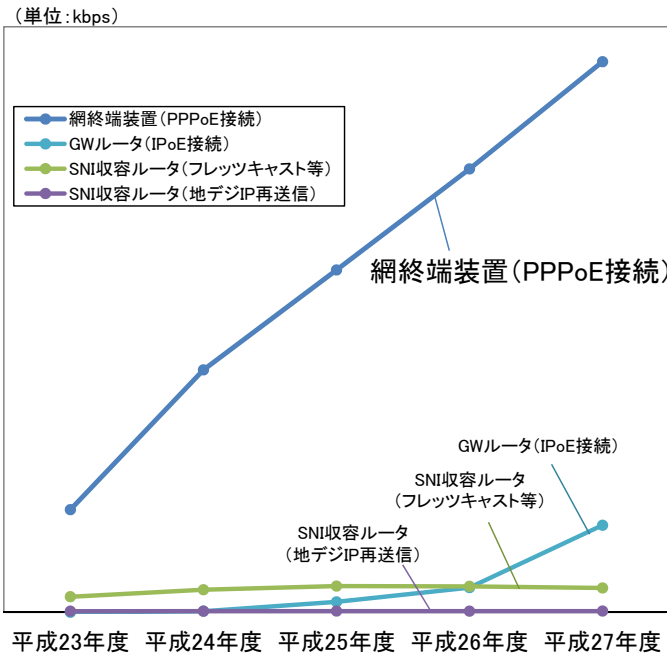 (単位:kbps)
網終端装置(PPPoE接続)
GWルータ(IPoE接続)
SNI収容ルータ(フレッツキャスト等)
SNI収容ルータ(地デジIP再送信)
網終端装置(PPPoE接続)
GWルータ(IPoE接続)
SNI収容ルータ
(フレッツキャスト等)
SNI収容ルータ
(地デジIP再送信)
平成23年度 平成24年度 平成25年度 平成26年度 平成27年度